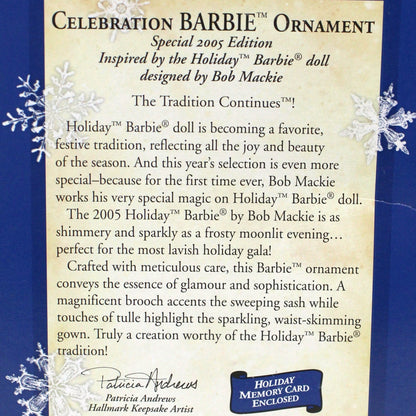 CELEBRATION BARBIE™ ORNAMENT
Special 2005 Edition
Inspired by the Holiday™ Barbie® doll
designed by Bob Mackie
The Tradition Continues™!
Holiday™ Barbie® doll is becoming a favorite,
festive tradition, reflecting all the joy and beauty
of the season. And this year's selection is even more
special–because for the first time ever, Bob Mackie
works his very special magic on Holiday™ Barbie® doll.
The 2005 Holiday™ Barbie® by Bob Mackie is as
shimmery and sparkly as a frosty moonlit evening…
perfect for the most lavish holiday gala!
Crafted with meticulous care, this Barbie™ ornament
conveys the essence of glamour and sophistication. A
magnificent brooch accents the sweeping sash while
touches of tulle highlight the sparkling, waist-skimming
gown. Truly a creation worthy of the Holiday™ Barbie®
tradition!
Patricia Andrews
Patricia Andrews
Hallmark Keepsake Artist
HOLIDAY
MEMORY CARD
ENCLOSED